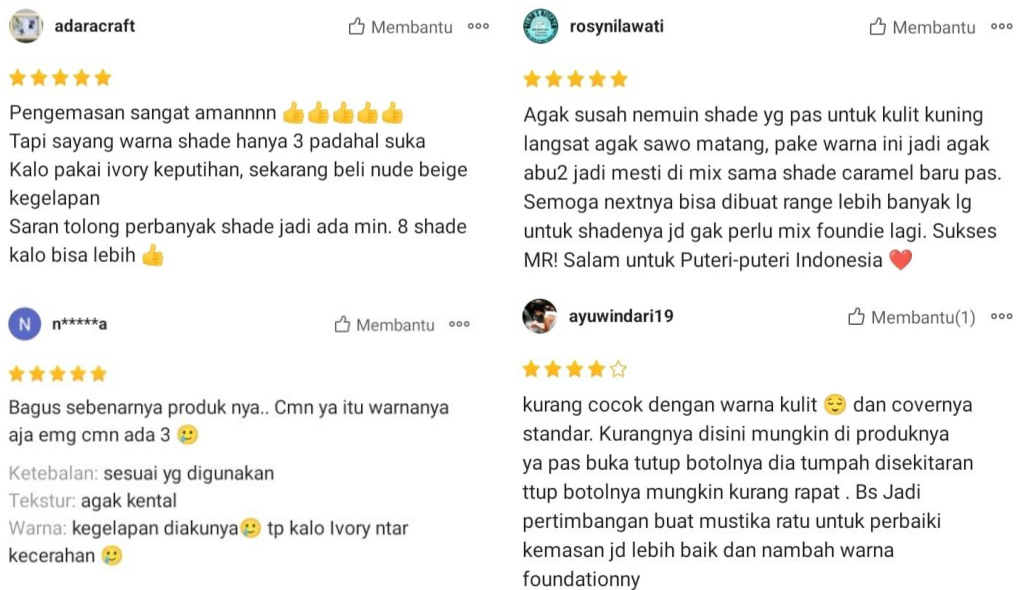 adaracraft
Membantu
Pengemasan sangat amannnn 👍👍👍👍👍
Tapi sayang warna shade hanya 3 padahal suka
Kalo pakai ivory keputihan, sekarang beli nude beige
kegelapan
Saran tolong perbanyak shade jadi ada min. 8 shade
kalo bisa lebih 👍
n*****a
Membantu
Bagus sebenarnya produk nya.. Cmn ya itu warnanya
aja emg cmn ada 3 🥲
Ketebalan: sesuai yg digunakan
Tekstur: agak kental
Warna: kegelapan diakunya🥲 tp kalo Ivory ntar
kecerahan 🥲
rosynilawati
Membantu
Agak susah nemuin shade yg pas untuk kulit kuning
langsat agak sawo matang, pake warna ini jadi agak
abu2 jadi mesti di mix sama shade caramel baru pas.
Semoga nextnya bisa dibuat range lebih banyak lg
untuk shadenya jd gak perlu mix foundie lagi. Sukses
MR! Salam untuk Puteri-puteri Indonesia ❤️
ayuwindari19
Membantu(1)
kurang cocok dengan warna kulit 😌 dan covernya
standar. Kurangnya disini mungkin di produknya
ya pas buka tutup botolnya dia tumpah disekitaran
ttup botolnya mungkin kurang rapat . Bs Jadi
pertimbangan buat mustika ratu untuk perbaiki
kemasan jd lebih baik dan nambah warna
foundationny